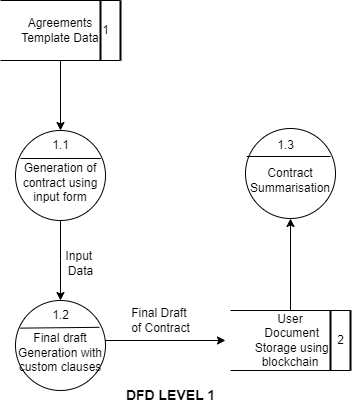 Agreements
Template Data
1
1.1
Generation of
contract using
input form
Input
Data
1.2
Final draft
Generation with
custom clauses
Final Draft
of Contract
User
Document
Storage using
blockchain
2
1.3
Contract
Summarisation
DFD LEVEL 1